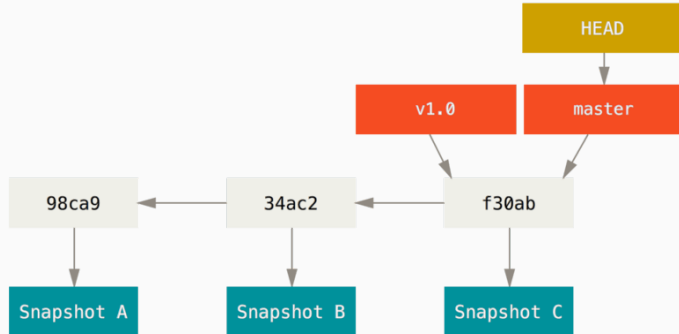 HEAD
v1.0
master
98ca9
34ac2
f30ab
Snapshot A
Snapshot B
Snapshot C